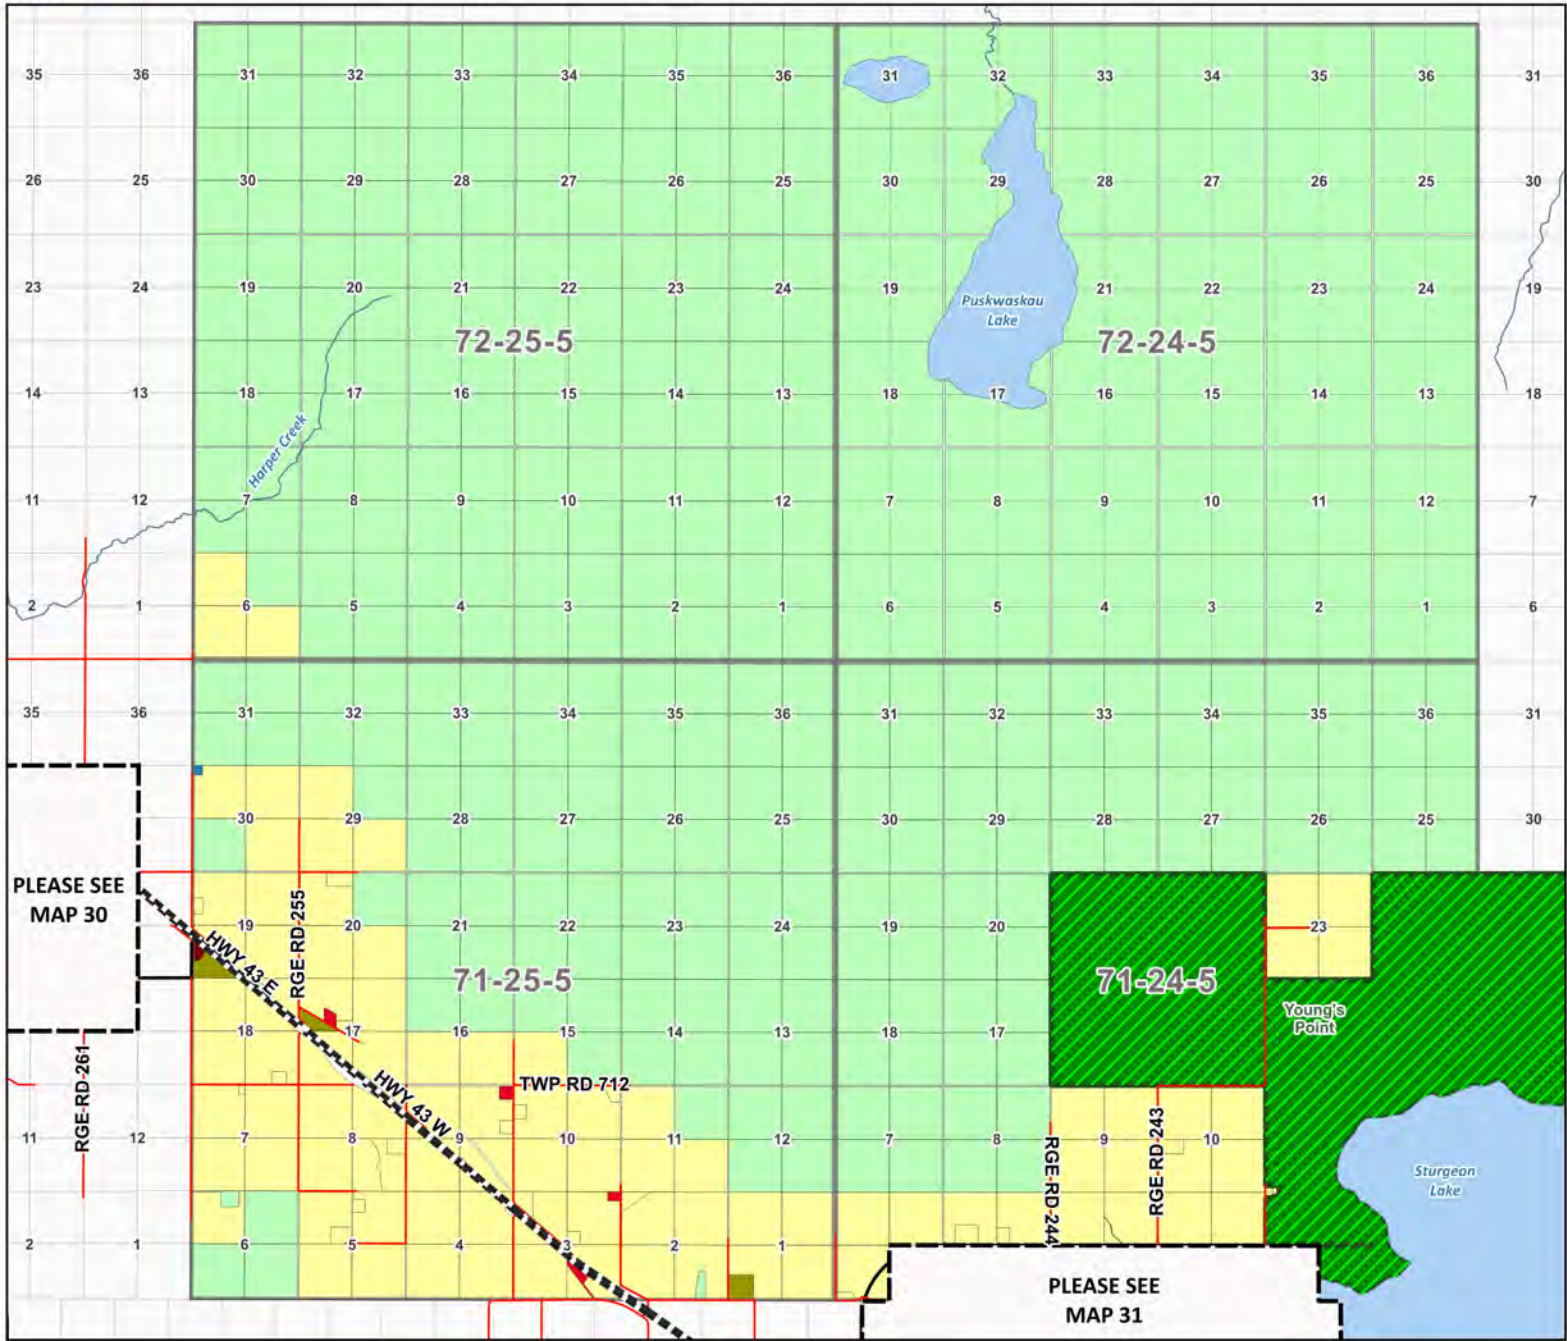 35 36 31 32 33 34 35 36 31 32 33 34 35 36 31
26 25 30 29 28 27 26 25 30 29 28 27 26 25 30
23 24 19 20 21 22 23 24 19 21 22 23 24 19
Puskwaskau
Lake
72-25-5 72-24-5
14 13 18 17 16 15 14 13 18 17 16 15 14 13 18
Harper Creek
11 12 7 8 9 10 11 12 7 8 9 10 11 12 7
2 1 6 5 4 3 2 1 6 5 4 3 2 1 6
35 36 31 32 33 34 35 36 31 32 33 34 35 36 31
30 29 28 27 26 25 30 29 28 27 26 25 30
PLEASE SEE
MAP 30
19 20 21 22 23 24 19 20 23
RGE-RD-255
HWY 43 E
71-25-5 71-24-5
Young's
Point
18 17 16 15 14 13 18 17
RGE-RD-261
HWY 43 W
TWP RD 712
11 12 7 8 9 10 11 12 7 8 9 10
RGE-RD-244
RGE-RD-243
Sturgeon
Lake
2 1 6 5 4 3 2 1
PLEASE SEE
MAP 31